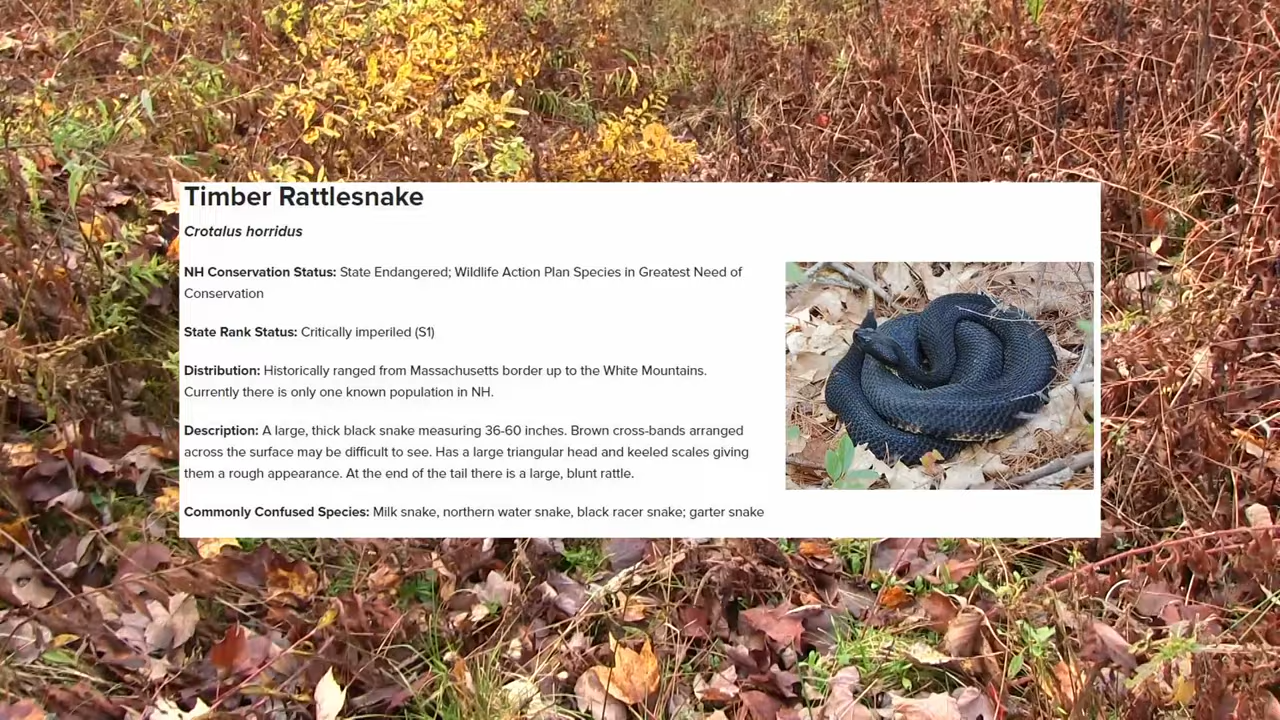 Timber Rattlesnake
Crotalus horridus
NH Conservation Status: State Endangered; Wildlife Action Plan Species in Greatest Need of
Conservation
State Rank Status: Critically imperiled (S1)
Distribution: Historically ranged from Massachusetts border up to the White Mountains.
Currently there is only one known population in NH.
Description: A large, thick black snake measuring 36-60 inches. Brown cross-bands arranged
across the surface may be difficult to see. Has a large triangular head and keeled scales giving
them a rough appearance. At the end of the tail there is a large, blunt rattle.
Commonly Confused Species: Milk snake, northern water snake, black racer snake; garter snake